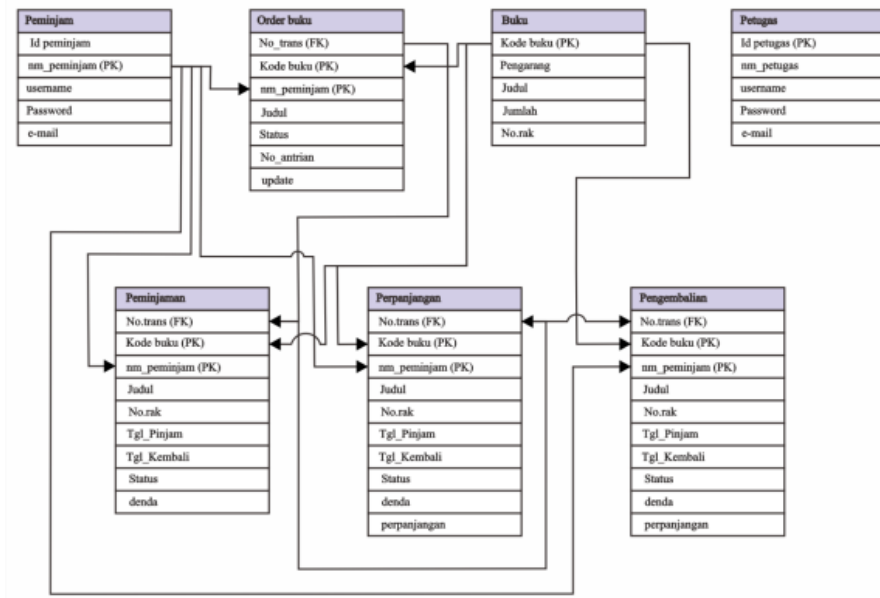 Peminjam
Id peminjam
nm_peminjam (PK)
username
Password
e-mail
Order buku
No_trans (FK)
Kode buku (PK)
nm_peminjam (PK)
Judul
Status
No_antrian
update
Buku
Kode buku (PK)
Pengarang
Judul
Jumlah
No.rak
Petugas
Id petugas (PK)
nm_petugas
username
Password
e-mail
Peminjaman
No.trans (FK)
Kode buku (PK)
nm_peminjam (PK)
Judul
No.rak
Tgl_Pinjam
Tgl_Kembali
Status
denda
Perpanjangan
No.trans (FK)
Kode buku (PK)
nm_peminjam (PK)
Judul
No.rak
Tgl_Pinjam
Tgl_Kembali
Status
denda
perpanjangan
Pengembalian
No.trans (FK)
Kode buku (PK)
nm_peminjam (PK)
Judul
No.rak
Tgl_Pinjam
Tgl_Kembali
Status
denda
perpanjangan